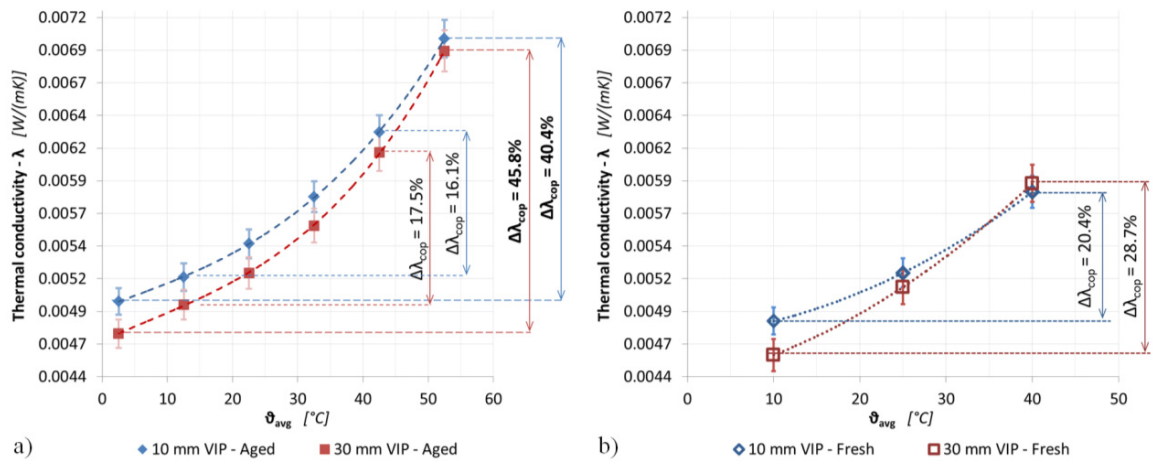 0.0072
0.0069
0.0067
0.0064
0.0062
0.0059
0.0057
0.0054
0.0052
0.0049
0.0047
0.0044
Thermal conductivity - λ [W/(mK)]
Δλcop = 17.5%
Δλcop = 16.1%
Δλcop = 45.8%
Δλcop = 40.4%
0 10 20 30 40 50 60
ϑavg [°C]
a)
10 mm VIP - Aged 30 mm VIP - Aged
0.0072
0.0069
0.0067
0.0064
0.0062
0.0059
0.0057
0.0054
0.0052
0.0049
0.0047
0.0044
Thermal conductivity - λ [W/(mK)]
Δλcop = 20.4%
Δλcop = 28.7%
0 10 20 30 40 50
ϑavg [°C]
b)
10 mm VIP - Fresh 30 mm VIP - Fresh